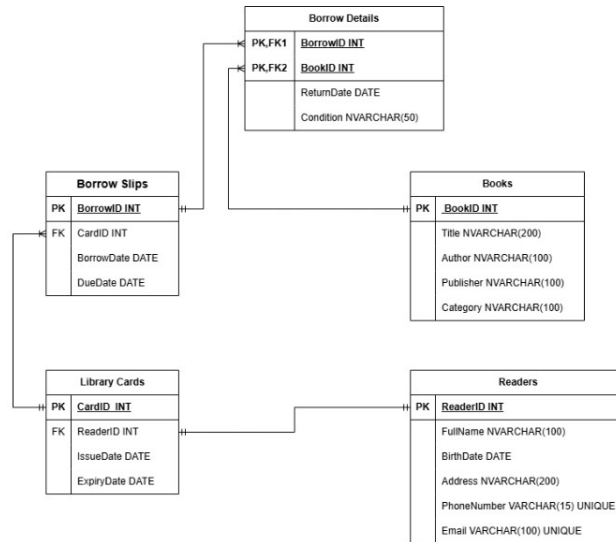 Borrow Details
PK,FK1 BorrowID INT
PK,FK2 BookID INT
ReturnDate DATE
Condition NVARCHAR(50)
Borrow Slips
PK BorrowID INT
FK CardID INT
BorrowDate DATE
DueDate DATE
Books
PK BookID INT
Title NVARCHAR(200)
Author NVARCHAR(100)
Publisher NVARCHAR(100)
Category NVARCHAR(100)
Library Cards
PK CardID INT
FK ReaderID INT
IssueDate DATE
ExpiryDate DATE
Readers
PK ReaderID INT
FullName NVARCHAR(100)
BirthDate DATE
Address NVARCHAR(200)
PhoneNumber VARCHAR(15) UNIQUE
Email VARCHAR(100) UNIQUE